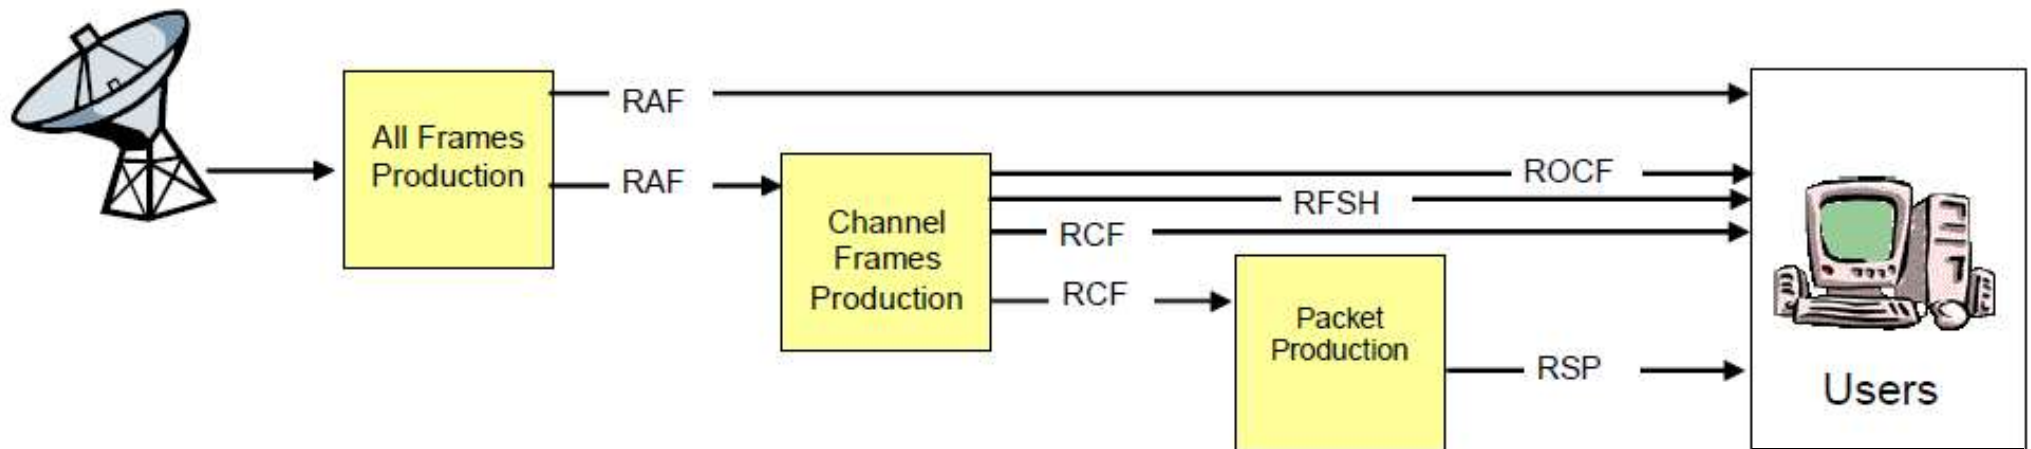 All Frames
Production
RAF
RAF
Channel
Frames
Production
ROCF
RFSH
RCF
RCF
Packet
Production
RSP
Users